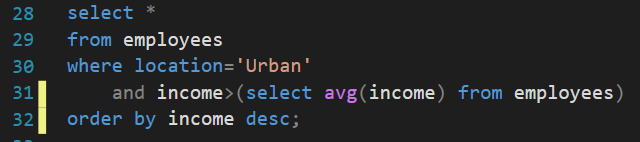 28 select *
29 from employees
30 where location='Urban'
31 and income>(select avg(income) from employees)
32 order by income desc;